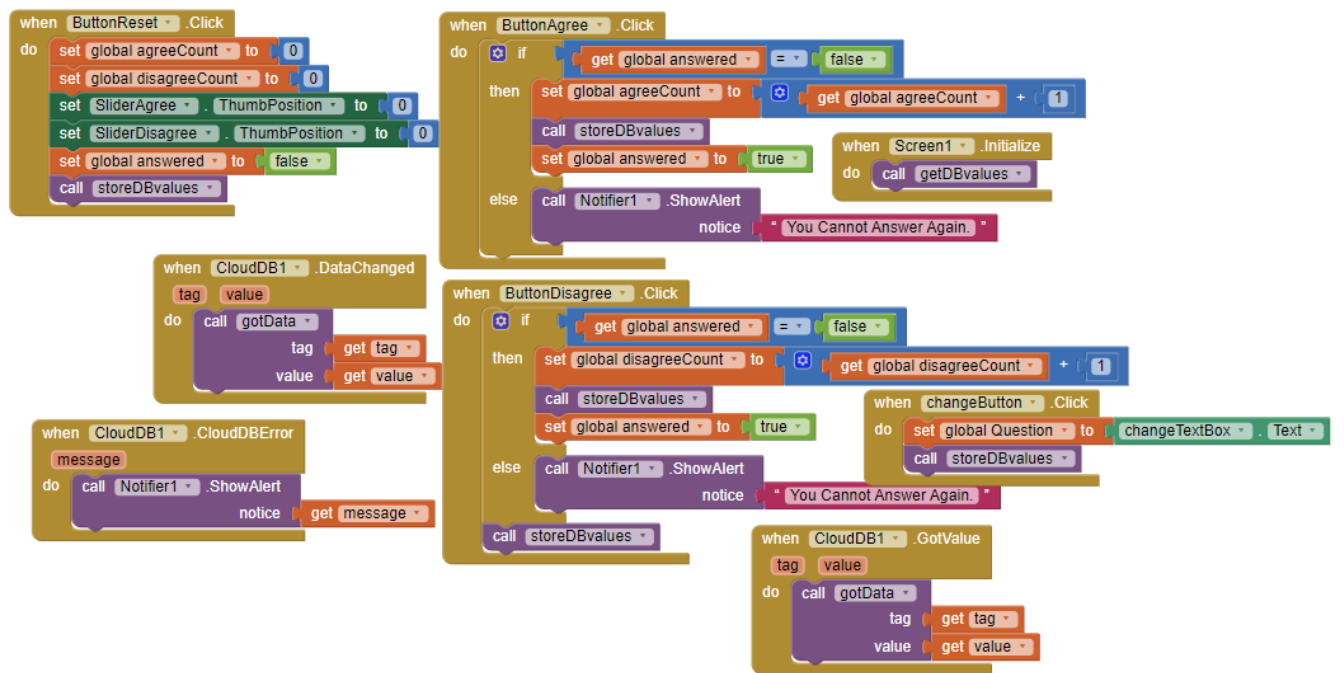 when ButtonReset .Click
do set global agreeCount to 0
set global disagreeCount to 0
set SliderAgree . ThumbPosition to 0
set SliderDisagree . ThumbPosition to 0
set global answered to false
call storeDBvalues
when ButtonAgree .Click
do if get global answered = false
then set global agreeCount to get global agreeCount + 1
call storeDBvalues
set global answered to true
else call Notifier1 .ShowAlert
notice " You Cannot Answer Again. "
when Screen1 .Initialize
do call getDBvalues
when CloudDB1 .DataChanged
tag value
do call gotData
tag get tag
value get value
when ButtonDisagree .Click
do if get global answered = false
then set global disagreeCount to get global disagreeCount + 1
call storeDBvalues
set global answered to true
else call Notifier1 .ShowAlert
notice " You Cannot Answer Again. "
call storeDBvalues
when changeButton .Click
do set global Question to changeTextBox . Text
call storeDBvalues
when CloudDB1 .CloudDBError
message
do call Notifier1 .ShowAlert
notice get message
when CloudDB1 .GotValue
tag value
do call gotData
tag get tag
value get value